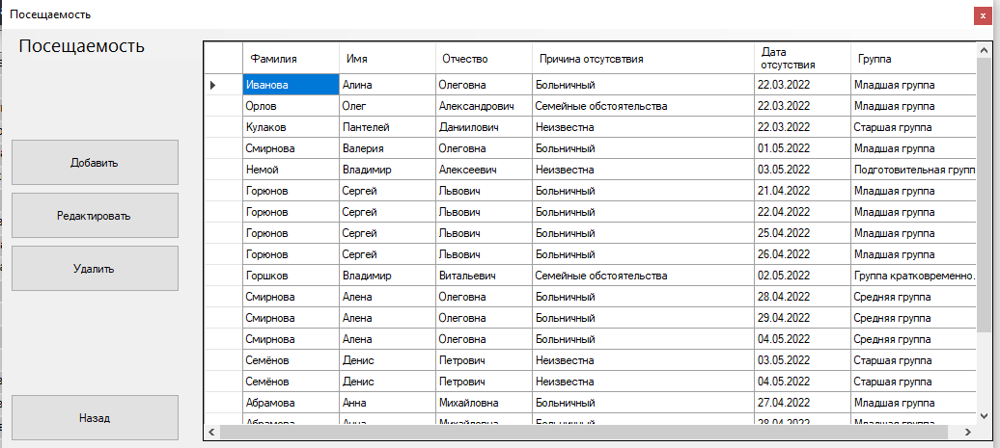 Посещаемость
x
Посещаемость
Добавить
Редактировать
Удалить
Назад
Фамилия Имя Отчество Причина отсутсвтия Дата отсутствия Группа
Иванова Алина Олеговна Больничный 22.03.2022 Младшая группа
Орлов Олег Александрович Семейные обстоятельства 22.03.2022 Младшая группа
Кулаков Пантелей Даниилович Неизвестна 22.03.2022 Старшая группа
Смирнова Валерия Олеговна Больничный 01.05.2022 Младшая группа
Немой Владимир Алексеевич Неизвестна 03.05.2022 Подготовительная групп
Горюнов Сергей Львович Больничный 21.04.2022 Младшая группа
Горюнов Сергей Львович Больничный 22.04.2022 Младшая группа
Горюнов Сергей Львович Больничный 25.04.2022 Младшая группа
Горюнов Сергей Львович Больничный 26.04.2022 Младшая группа
Горшков Владимир Витальевич Семейные обстоятельства 02.05.2022 Группа кратковременно.
Смирнова Алена Олеговна Больничный 28.04.2022 Средняя группа
Смирнова Алена Олеговна Больничный 29.04.2022 Средняя группа
Смирнова Алена Олеговна Больничный 04.05.2022 Средняя группа
Семёнов Денис Петрович Неизвестна 03.05.2022 Старшая группа
Семёнов Денис Петрович Неизвестна 04.05.2022 Старшая группа
Абрамова Анна Михайловна Больничный 27.04.2022 Младшая группа
Абрамова Анна Михайловна Больничный 28.04.2022 Младшая группа